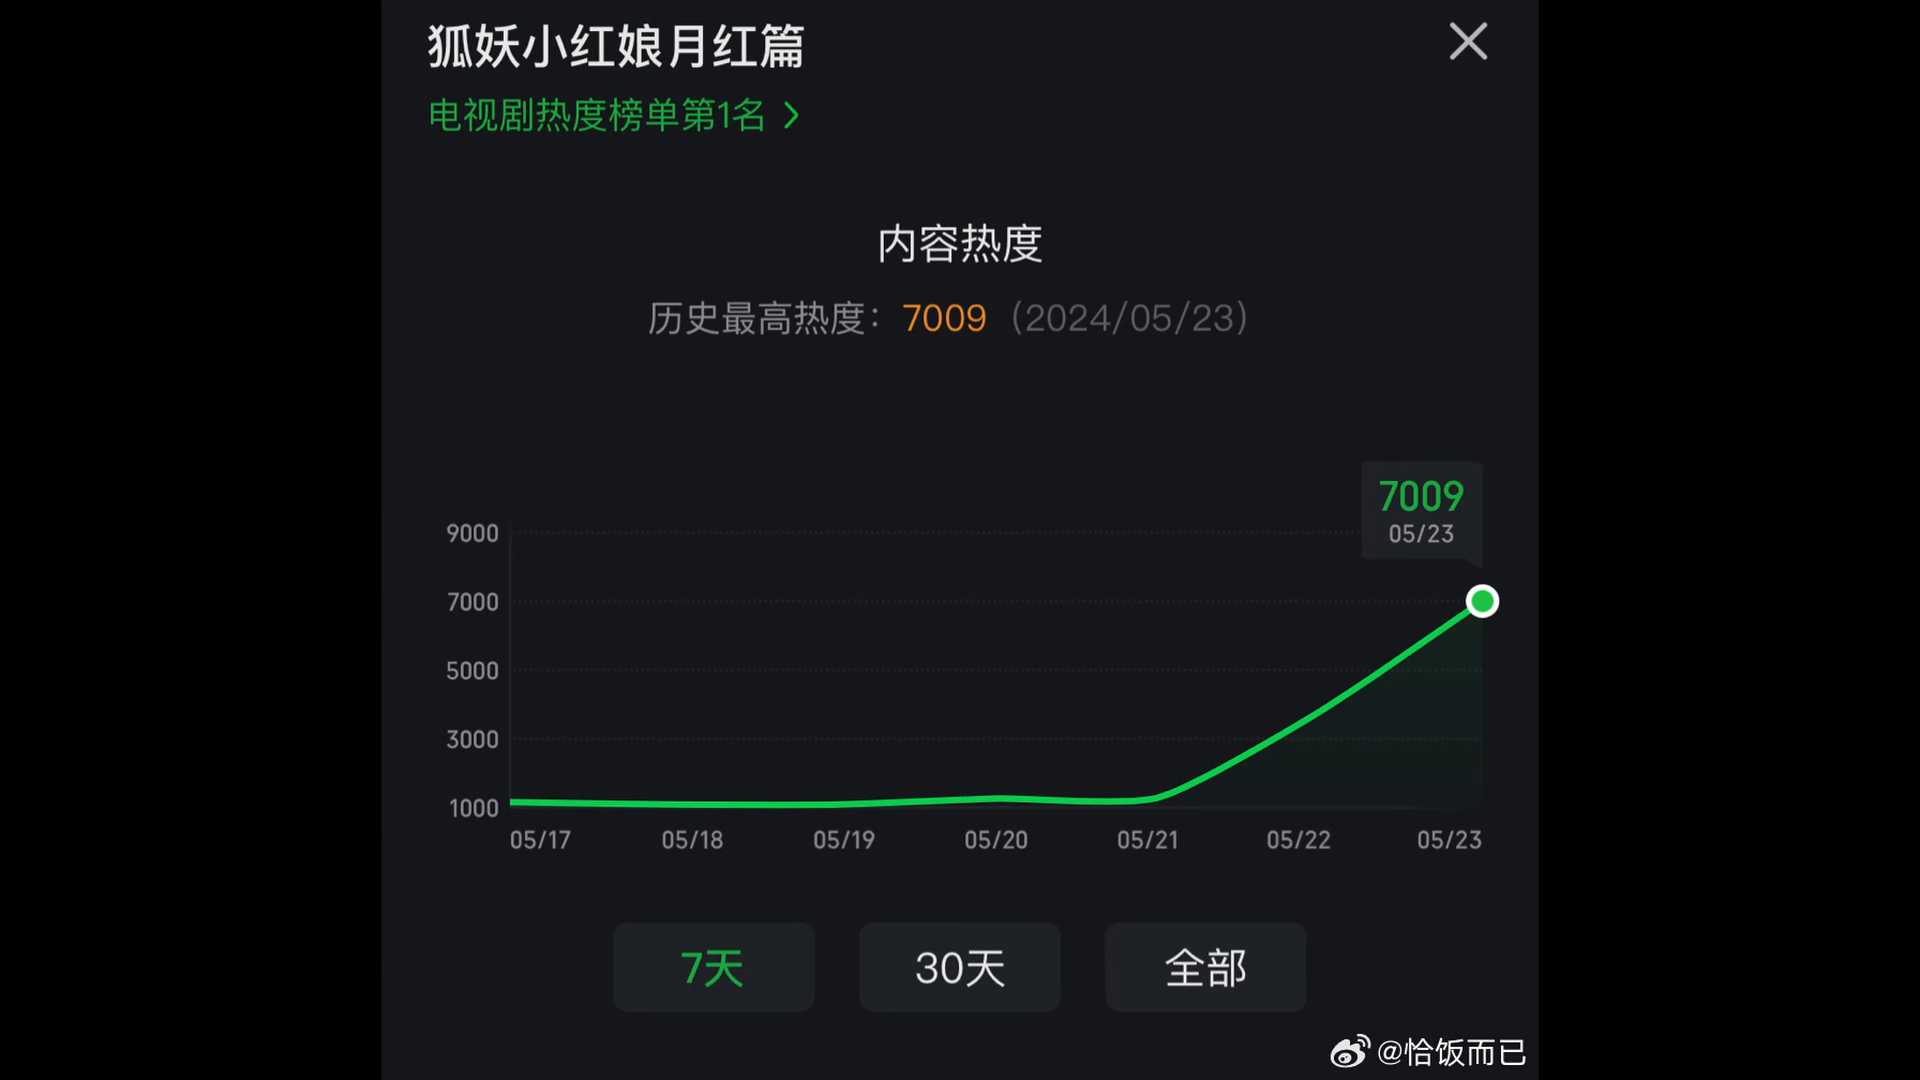 狐妖小红娘月红篇
电视剧热度榜单第1名
内容热度
历史最高热度：7009（2024/05/23）
7009
05/23
9000
7000
5000
3000
1000
05/17 05/18 05/19 05/20 05/21 05/22 05/23
7天 30天 全部
@恰饭而已